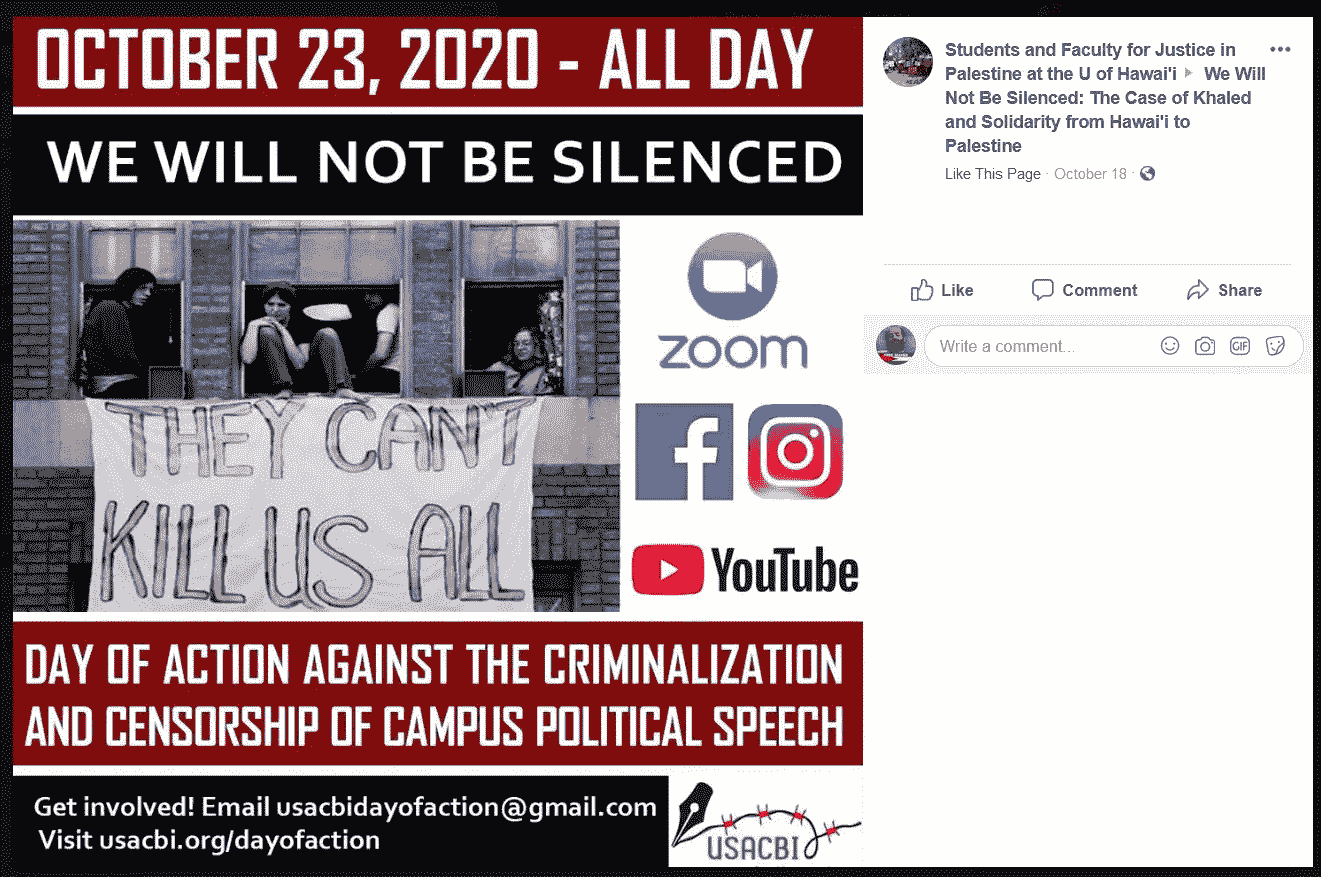 OCTOBER 23, 2020 - ALL DAY
WE WILL NOT BE SILENCED
THEY CAN'T
KILL US ALL
zoom
f
YouTube
DAY OF ACTION AGAINST THE CRIMINALIZATION
AND CENSORSHIP OF CAMPUS POLITICAL SPEECH
Get involved! Email usacbidayofaction@gmail.com
Visit usacbi.org/dayofaction
USACBI
Students and Faculty for Justice in
Palestine at the U of Hawai'i ▸ We Will
Not Be Silenced: The Case of Khaled
and Solidarity from Hawai'i to
Palestine
Like This Page · October 18 ·
Like Comment Share
Write a comment...
GIF